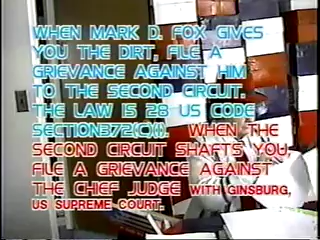 WHEN MARK D. FOX GIVES
YOU THE DIRT, FILE A
GRIEVANCE AGAINST HIM
TO THE SECOND CIRCUIT.
THE LAW IS 28 US CODE
SECTION372(C)(I). WHEN THE
SECOND CIRCUIT SHAFTS YOU,
FILE A GRIEVANCE AGAINST
THE CHIEF JUDGE WITH GINSBURG,
US SUPREME COURT.